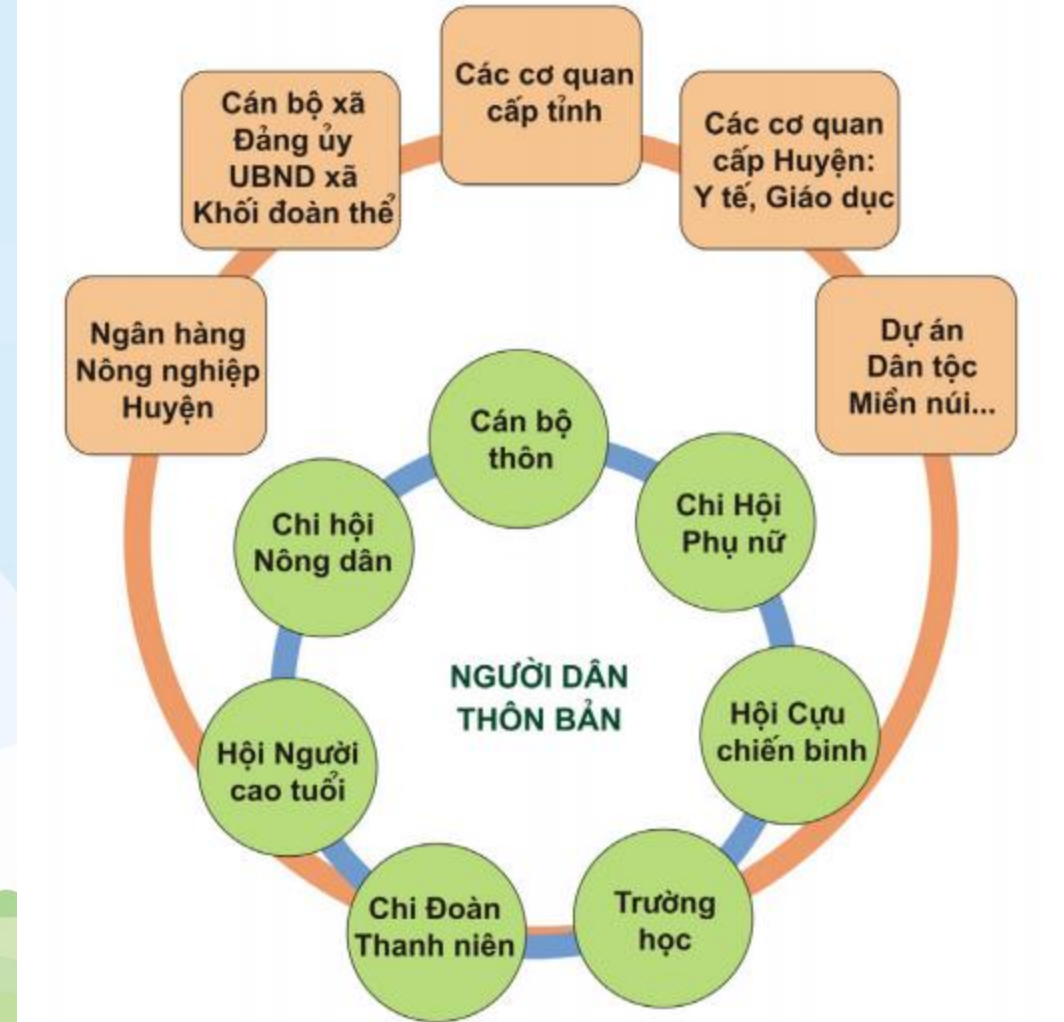 Các cơ quan
cấp tỉnh
Cán bộ xã
Đảng ủy
UBND xã
Khối đoàn thể
Các cơ quan
cấp Huyện:
Y tế, Giáo dục
Ngân hàng
Nông nghiệp
Huyện
Dự án
Dân tộc
Miền núi...
Cán bộ
thôn
Chi hội
Nông dân
Chi Hội
Phụ nữ
NGƯỜI DÂN
THÔN BẢN
Hội Người
cao tuổi
Hội Cựu
chiến binh
Chi Đoàn
Thanh niên
Trường
học